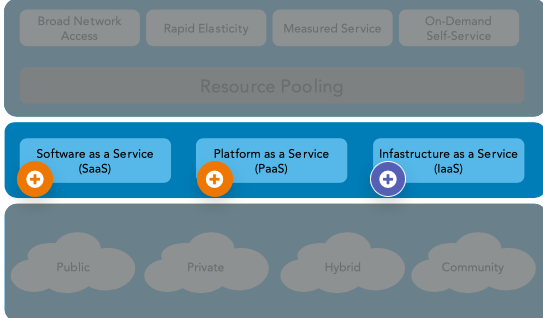 Broad Network
Access
Rapid Elasticity
Measured Service
On-Demand
Self-Service
Resource Pooling
Software as a Service
(SaaS)
Platform as a Service
(PaaS)
Infastructure as a Service
(IaaS)
Public
Private
Hybrid
Community